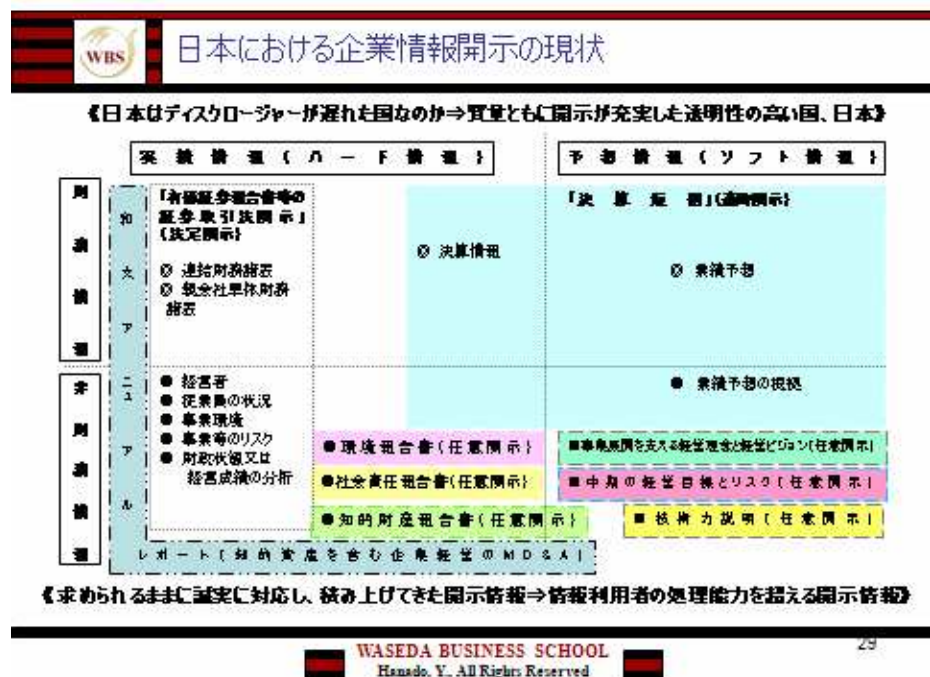 WBS
日本における企業情報開示の現状
《日本はディスクロージャーが遅れた国なのか⇒質量ともに開示が充実した透明性の高い国、日本》
実績情報(ハード情報)
予想情報(ソフト情報)
財務情報
非財務情報
和文アニュアル
「有価証券報告書等の
証券取引法開示」
(法定開示)
◎ 連結財務諸表
◎ 親会社単体財務
諸表
◎ 決算情報
「決算短信」(適時開示)
◎ 業績予想
● 経営者
● 従業員の状況
● 事業環境
● 事業等のリスク
● 財政状態又は
経営成績の分析
● 業績予想の根拠
●環境報告書(任意開示)
●社会責任報告書(任意開示)
●知的財産報告書(任意開示)
■事業展開を支える経営理念と経営ビジョン(任意開示)
■中期の経営目標とリスク(任意開示)
■技術力説明(任意開示)
レポート(知的資産を含む企業経営のMD&A)
《求められるままに誠実に対応し、積み上げてきた開示情報⇒情報利用者の処理能力を超える開示情報》
29
WASEDA BUSINESS SCHOOL
Hanado, Y., All Rights Reserved